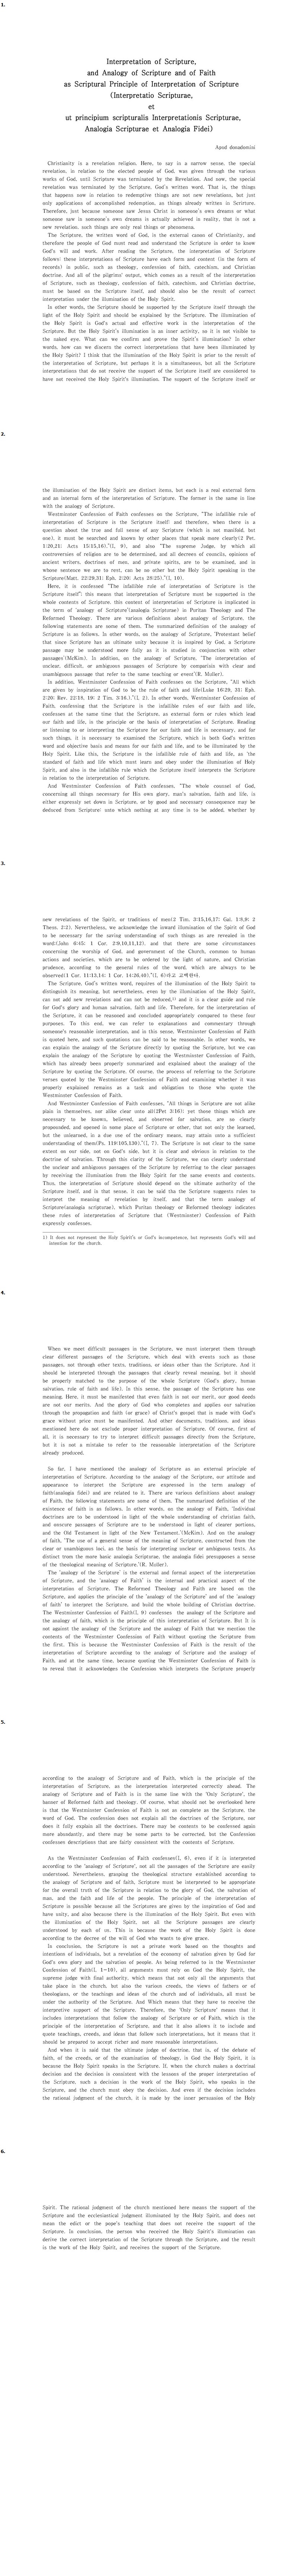 1.
Interpretation of Scripture,
and Analogy of Scripture and of Faith
as Scriptural Principle of Interpretation of Scripture
(Interpretatio Scripturae,
et
ut principium scripturalis Interpretationis Scripturae,
Analogia Scripturae et Analogia Fidei)
Apud
Christianity is a revelation religion. Here, to say in a narrow sense, the special
revelation, in relation to the elected people of God, was given through the various
works of God, until Scripture was terminated by the Revelation. And now, the special
revelation was terminated by the Scripture, God's written word. That is, the things
that happens now in relation to redemptive things are not new revelations, but just
only applications of accomplished redemption, as things already written in Scripture.
Therefore, just because someone saw Jesus Christ in someone's own dreams or what
someone saw in someone's own dreams is actually achieved in reality, that is not a
new revelation, such things are only real things or phenomena.
The Scripture, the written word of God, is the external canon of Christianity, and
therefore the people of God must read and understand the Scripture in order to know
God's will and work. After reading the Scripture, the interpretation of Scripture
follows: these interpretations of Scripture have each form and content (in the form of
records) in public, such as theology, confession of faith, catechism, and Christian
doctrine. And all of the pilgrims' output, which comes as a result of the interpretation
of Scripture, such as theology, confession of faith, catechism, and Christian doctrine,
must be based on the Scripture itself, and should also be the result of correct
interpretation under the illumination of the Holy Spirit.
In other words, the Scripture should be supported by the Scripture itself through the
light of the Holy Spirit and should be explained by the Scripture. The illumination of
the Holy Spirit is God's actual and effective work in the interpretation of the
Scripture. But the Holy Spirit's illumination is an inner activity, so it is not visible to
the naked eye. What can we confirm and prove the Spirit's illumination? In other
words, how can we discern the correct interpretations that have been illuminated by
the Holy Spirit? I think that the illumination of the Holy Spirit is prior to the result of
the interpretation of Scripture, but perhaps it is a simultaneous, but all the Scripture
interpretations that do not receive the support of the Scripture itself are considered to
have not received the Holy Spirit's illumination. The support of the Scripture itself or
2.
the illumination of the Holy Spirit are distinct items, but each is a real external form
and an internal form of the interpretation of Scripture. The former is the same in line
with the analogy of Scripture.
Westminster Confession of Faith confesses on the Scripture, "The infallible rule of
interpretation of Scripture is the Scripture itself: and therefore, when there is a
question about the true and full sense of any Scripture (which is not manifold, but
one), it must be searched and known by other places that speak more clearly(2 Pet.
1:20,21: Acts 15:15,16)."(I, 9), and also "The supreme Judge, by which all
controversies of religion are to be determined, and all decrees of councils, opinions of
ancient writers, doctrines of men, and private spirits, are to be examined, and in
whose sentence we are to rest, can be no other but the Holy Spirit speaking in the
Scripture(Matt. 22:29,31: Eph. 2:20: Acts 28:25)."(I, 10).
Here, it is confessed "The infallible rule of interpretation of Scripture is the
Scripture itself": this means that interpretation of Scripture must be supported in the
whole contents of Scripture, this content of interpretation of Scripture is implicated in
the term of 'analogy of Scripture'(analogia Scripturae) in Puritas Theology and The
Reformed Theology. There are various definitions about analogy of Scripture, the
following statements are some of them. The summarized definition of the analogy of
Scripture is as follows. In other words, on the analogy of Scripture, "Protestant belief
that since Scripture has an ultimate unity because it is inspired by God, a Scripture
passage may be understood more fully as it is studied in conjunction with other
passages"(McKim). In addition, on the analogy of Scripture, "The interpretation of
unclear, difficult, or ambiguous passages of Scripture by comparison with clear and
unambiguous passage that refer to the same teaching or event"(R. Muller).
In addition, Westminster Confession of Faith confesses on the Scripture, "All which
are given by inspiration of God to be the rule of faith and life(Luke 16:29, 31: Eph.
2:20: Rev. 22:18, 19: 2 Tim. 3:16.)."(I, 2). In other words, Westminster Confession of
Faith, confessing that the Scripture is the infallible rules of our faith and life,
confesses at the same time that the Scripture, as external form or rules which lead
our faith and life, is the principle on the basis of interpretation of Scripture. Reading
or listening to or interpreting the Scripture for our faith and life is necessary, and for
such things, it is necessary to examined the Scripture, which is both God's written
word and objective basis and means for our faith and life, and to be illumined by the
Holy Spirit. Like this, the Scripture is the infallible rule of faith and life, as 'the
standard of faith and life which must learn and obey under the illumination of Holy
Spirit, and also is the infallible rule which the Scripture itself interprets the Scripture
in relation to the interpretation of Scripture.
And Westminster Confession of Faith confesses, "The whole counsel of God,
concerning all things necessary for His own glory, man's salvation, faith and life, is
either expressly set down in Scripture, or by good and necessary consequence may be
deduced from Scripture: unto which nothing at any time is to be added, whether by
3.
new revelations of the Spirit, or traditions of men(2 Tim. 3:15,16,17: Gal. 1:8,9: 2
Thess. 2:2). Nevertheless, we acknowledge the inward illumination of the Spirit of God
to be necessary for the saving understanding of such things as are revealed in the
word:(John 6:45: 1 Cor. 2:9,10,11,12). and that there are some circumstances
concerning the worship of God, and government of the Church, common to human
actions and societies, which are to be ordered by the light of nature, and Christian
prudence, according to the general rules of the word, which are always to be
The Scripture, God's written word, requires of the illumination of the Holy Spirit to
distinguish its meaning, but nevertheless, even by the illumination of the Holy Spirit,
can not add new revelations and can not be reduced,1) and it is a clear guide and rule
for God's glory and human salvation, faith and life. Therefore, for the interpretation of
the Scripture, it can be reasoned and concluded appropriately compared to these four
purposes. To this end, we can refer to explanations and commentary through
someone's reasonable interpretation, and in this sense, Westminster Confession of Faith
is quoted here, and such quotations can be said to be reasonable. In other words, we
can explain the analogy of the Scripture directly by quoting the Scripture, but we can
explain the analogy of the Scripture by quoting the Westminster Confession of Faith,
which has already been properly summarized and explained about the analogy of the
Scripture by quoting the Scripture. Of course, the process of referring to the Scripture
verses quoted by the Westminster Confession of Faith and examining whether it was
properly explained remains as a task and obligation to those who quote the
Westminster Confession of Faith.
And Westminster Confession of Faith confesses, "All things in Scripture are not alike
plain in themselves, nor alike clear unto all(2Pet 3:16): yet those things which are
necessary to be known, believed, and observed for salvation, are so clearly
propounded, and opened in some place of Scripture or other, that not only the learned,
but the unlearned, in a due use of the ordinary means, may attain unto a sufficient
understanding of them(Ps. 119:105,130)."(I, 7). The Scripture is not clear to the same
extent on our side, not on God's side, but it is clear and obvious in relation to the
doctrine of salvation. Through this clarity of the Scripture, we can clearly understand
the unclear and ambiguous passages of the Scripture by referring to the clear passages
by receiving the illumination from the Holy Spirit for the same events and contents.
Thus, the interpretation of Scripture should depend on the ultimate authority of the
Scripture itself, and in that sense, it can be said the Scripture suggests rules to
interpret the meaning of revelation by itself, and that the term analogy of
Scripture(analogia scripturae), which Puritan theology or Reformed theology indicates
these rules of interpretation of Scripture that (Westminster) Confession of Faith
expressly confesses.
1) It does not represent the Holy Spirit's or God's incompetence, but represents God's will and
intention for the church.
4.
When we meet difficult passages in the Scripture, we must interpret them through
clear different passages of the Scripture, which deal with events such as those
passages, not through other texts, traditions, or ideas other than the Scripture. And it
should be interpreted through the passages that clearly reveal meaning, but it should
be properly matched to the purpose of the whole Scripture (God's glory, human
salvation, rule of faith and life). In this sense, the passage of the Scripture has one
meaning. Here, it must be manifested that even faith is not our merit, our good deeds
are not our merits. And the glory of God who completes and applies our salvation
through the propagation and faith (or grace) of Christ's gospel that is made with God's
grace without price must be manifested. And other documents, traditions, and ideas
mentioned here do not exclude proper interpretation of Scripture. Of course, first of
all, it is necessary to try to interpret difficult passages directly from the Scripture,
but it is not a mistake to refer to the reasonable interpretation of the Scripture
already produced.
So far, I have mentioned the analogy of Scripture as an external principle of
interpretation of Scripture. According to the analogy of Scripture, our attitude and
appearance to interpret the Scripture are expressed in the term analogy of
faith(analogia fidei) and are related to it. There are various definitions about analogy
of Faith, the following statements are some of them. The summarized definition of the
existence of faith is as follows. In other words, on the analogy of Faith, "Individual
doctrines are to be understood in light of the whole understanding of christian faith,
and obscure passages of Scripture are to be understood in light of clearer portions,
and the Old Testament in light of the New Testament."(McKim). And on the analogy
of faith, "The use of a general sense of the meaning of Scripture, constructed from the
clear or unambiguous loci, as the basis for interpreting unclear or ambiguous texts. As
distinct from the more basic analogia Scripturae, the analogia fidei presupposes a sense
of the theological meaning of Scripture."(R. Muller).
The 'analogy of Scripture' is the external and formal aspect of the interpretation
of Scripture, and the 'analogy of Faith' is the internal and practical aspect of the
interpretation of Scripture. The Reformed Theology and Faith are based on the
Scripture, and applies the principle of the 'analogy of the Scripture' and of the 'analogy
of faith' to interpret the Scripture, and build the whole building of Christian doctrine.
The Westminster Confession of Faith(I, 9) confesses the analogy of the Scripture and
the analogy of faith, which is the principle of this interpretation of Scripture. But It is
not against the analogy of the Scripture and the analogy of Faith that we mention the
contents of the Westminster Confession of Faith without quoting the Scripture from
the first. This is because the Westminster Confession of Faith is the result of the
interpretation of Scripture according to the analogy of Scripture and the analogy of
Faith, and at the same time, because quoting the Westminster Confession of Faith is
to reveal that it acknowledges the Confession which interprets the Scripture properly
5.
according to the analogy of Scripture and of Faith, which is the principle of the
interpretation of Scripture, as the interpretation interpreted correctly ahead. The
analogy of Scripture and of Faith is in the same line with the 'Only Scripture', the
banner of Reformed faith and theology. Of course, what should not be overlooked here
is that the Westminster Confession of Faith is not as complete as the Scripture, the
word of God. The confession does not explain all the doctrines of the Scripture, nor
does it fully explain all the doctrines. There may be contents to be confessed again
more abundantly, and there may be some parts to be corrected, but the Confession
confesses descriptions that are fairly consistent with the contents of Scripture.
As the Westminster Confession of Faith confesses(I, 6), even if it is interpreted
according to the 'analogy of Scripture', not all the passages of the Scripture are easily
understood. Nevertheless, grasping the theological structure established according to
the analogy of Scripture and of faith, Scripture must be interpreted to be appropriate
for the overall truth of the Scripture in relation to the glory of God, the salvation of
man, and the faith and life of the people. The principle of the interpretation of
Scripture is possible because all the Scriptures are given by the inspiration of God and
have unity, and also because there is the illumination of the Holy Spirit. But even with
the illumination of the Holy Spirit, not all the Scripture passages are clearly
understood by each of us. This is because the work of the Holy Spirit is done
according to the decree of the will of God who wants to give grace.
In conclusion, the Scripture is not a private work based on the thoughts and
intentions of individuals, but a revelation of the economy of salvation given by God for
God's own glory and the salvation of people. As being referred to in the Westminster
Confession of Faith(I, 1~10), all arguments must rely on God the Holy Spirit, the
supreme judge with final authority, which means that not only all the arguments that
take place in the church, but also the various creeds, the views of fathers or of
theologians, or the teachings and ideas of the church and of individuals, all must be
under the authority of the Scripture. And Which means that they have to receive the
interpretive support of the Scripture. Therefore, the 'Only Scripture' means that it
includes interpretations that follow the analogy of Scripture or of Faith, which is the
principle of the interpretation of Scripture, and that it also allows it to include and
quote teachings, creeds, and ideas that follow such interpretations, but it means that it
should be prepared to accept richer and more reasonable interpretations.
And when it is said that the ultimate judge of doctrine, that is, of the debate of
faith, of the creeds, or of the examination of theology, is God the Holy Spirit, it is
because the Holy Spirit speaks in the Scripture. If, when the church makes a doctrinal
decision and the decision is consistent with the lessons of the proper interpretation of
the Scripture, such a decision is the work of the Holy Spirit, who speaks in the
Scripture, and the church must obey the decision. And even if the decision includes
the rational judgment of the church, it is made by the inner persuasion of the Holy
6.
Spirit. The rational judgment of the church mentioned here means the support of the
Scripture and the ecclesiastical judgment illuminated by the Holy Spirit, and does not
mean the edict or the pope's teaching that does not receive the support of the
Scripture. In conclusion, the person who received the Holy Spirit's illumination can
derive the correct interpretation of the Scripture through the Scripture, and the result
is the work of the Holy Spirit, and receives the support of the Scripture.